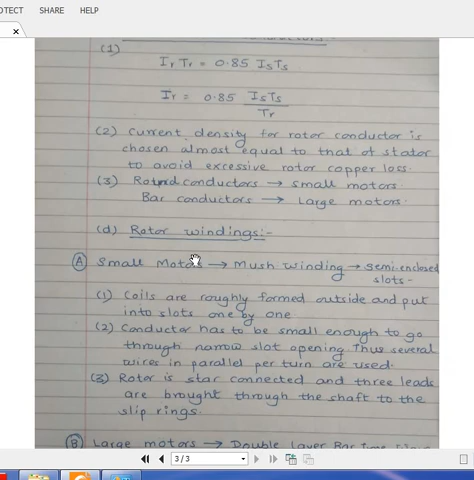 OTECT SHARE HELP
×
(1)
Ir Tr = 0.85 IsTs
Ir = 0.85 IsTs
Tr
(2) Current density for rotor conductor is
chosen almost equal to that of stator
to avoid excessive rotor copper loss.
(3) Round conductors → small motors.
Bar conductors → Large motors.
(d) Rotor windings:-
(A) Small Motors → Mush winding → semi enclosed
slots-
(1) Coils are roughly formed outside and put
into slots one by one
(2) Conductor has to be small enough to go
through narrow slot opening Thus several
wires in parallel per turn are used.
(3) Rotor is star connected and three leads
are brought through the shaft to the
slip rings.
(B) Large motors → Double Layer Bar Type
3/3